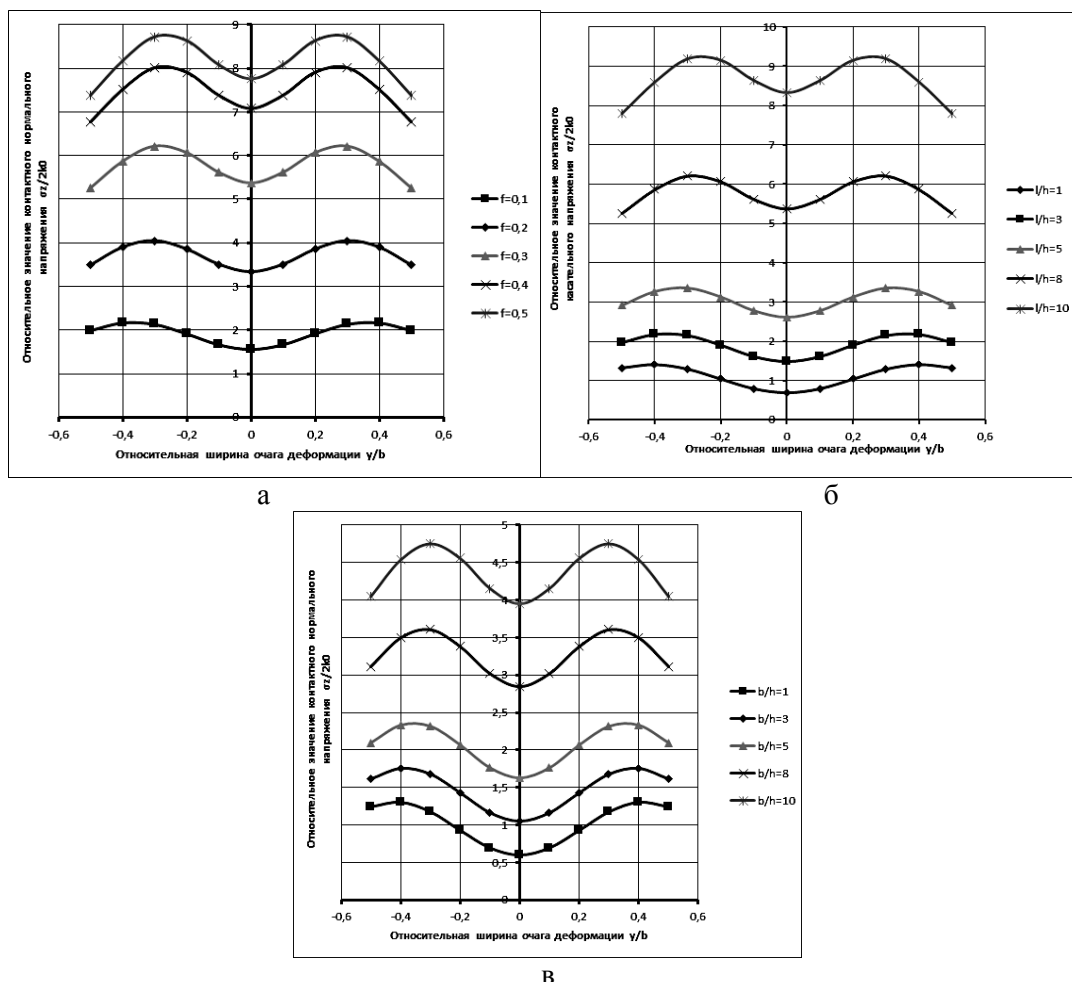 Относительное значение контактного нормального
напряжения σz/2k0
9
8
7
6
5
4
3
2
1
0
-0,6
-0,4
-0,2
0
0,2
0,4
0,6
Относительная ширина очага деформации y/b
f=0,1
f=0,2
f=0,3
f=0,4
f=0,5
а
Относительное значение контактного
касательного напряжения σz/2k0
10
9
8
7
6
5
4
3
2
1
0
-0,6
-0,4
-0,2
0
0,2
0,4
0,6
Относительная ширина очага деформации y/b
l/h=1
l/h=3
l/h=5
l/h=8
l/h=10
б
Относительное значение контактного нормального
напряжения σz/2k0
5
4,5
4
3,5
3
2,5
2
1,5
1
0,5
0
-0,6
-0,4
-0,2
0
0,2
0,4
0,6
Относительная ширина очага деформации y/b
b/h=1
b/h=3
b/h=5
b/h=8
b/h=10
в